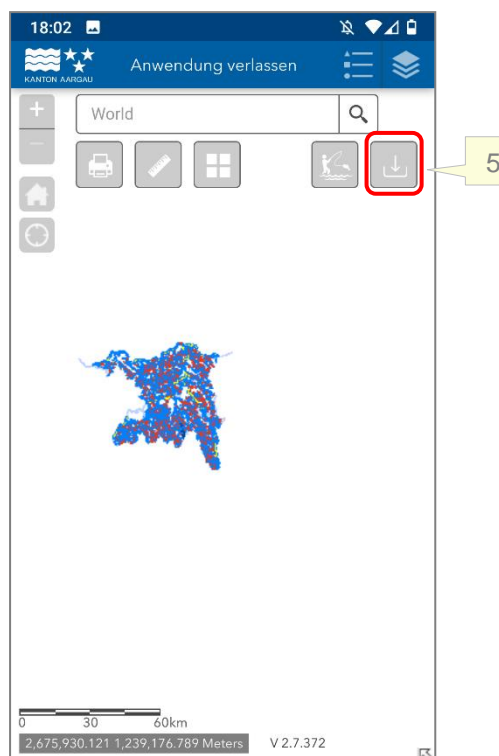 18:02
KANTON AARGAU
Anwendung verlassen
World
5
0 30 60km
2,675,930.121 1,239,176.789 Meters
V 2.7.372